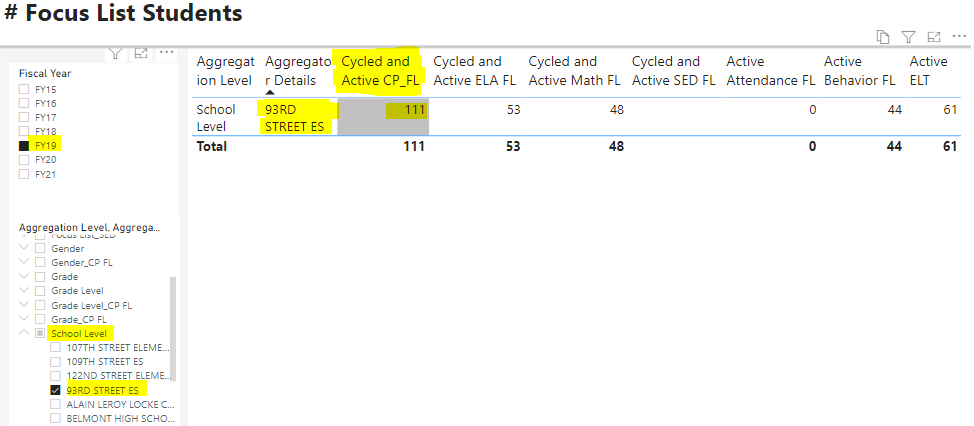 # Focus List Students
Fiscal Year
FY15
FY16
FY17
FY18
FY19
FY20
FY21
Aggregation Level, Aggrega...
Focus List_SED
Gender
Gender_CP FL
Grade
Grade Level
Grade Level_CP FL
Grade_CP FL
School Level
107TH STREET ELEME...
109TH STREET ES
122ND STREET ELEME...
93RD STREET ES
ALAIN LEROY LOCKE C...
BELMONT HIGH SCHO...
Aggregat Aggregato Cycled and Cycled and Cycled and Cycled and Active Active Active
ion Level r Details Active CP_FL Active ELA FL Active Math FL Active SED FL Attendance FL Behavior FL ELT
School 93RD 111 53 48 0 44 61
Level STREET ES
Total 111 53 48 0 44 61